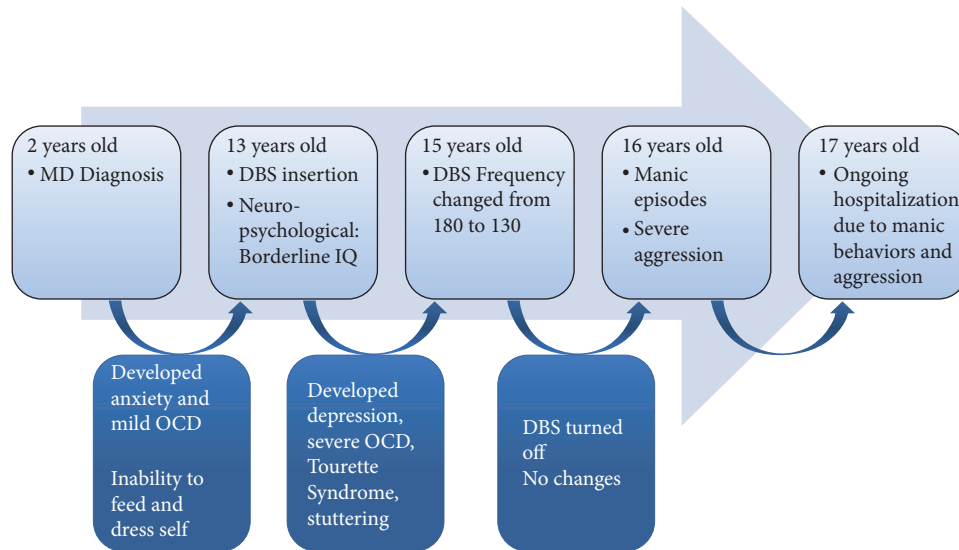 2 years old
• MD Diagnosis
13 years old
• DBS insertion
• Neuro-
psychological:
Borderline IQ
15 years old
• DBS Frequency
changed from
180 to 130
16 years old
• Manic
episodes
• Severe
aggression
17 years old
• Ongoing
hospitalization
due to manic
behaviors and
aggression
Developed
anxiety and
mild OCD
Inability to
feed and
dress self
Developed
depression,
severe OCD,
Tourette
Syndrome,
stuttering
DBS turned
off
No changes